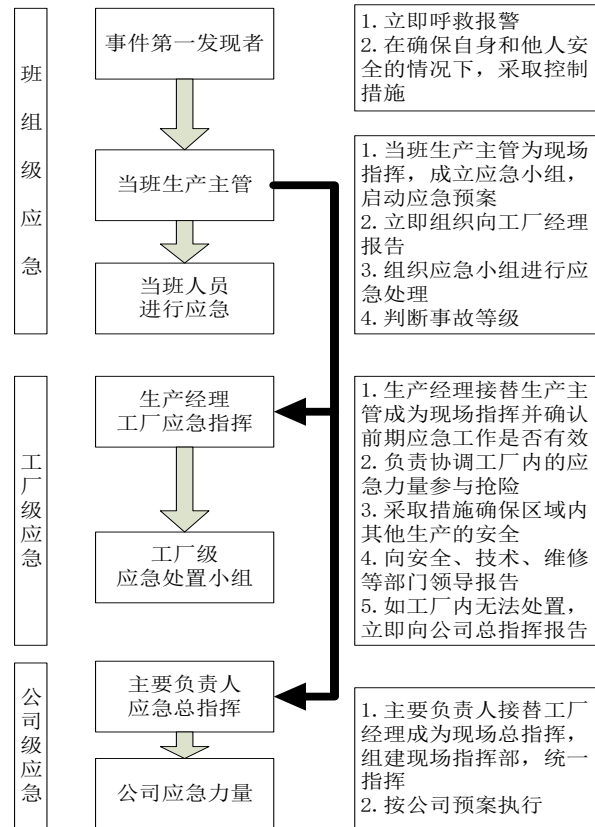 班
组
级
应
急
事件第一发现者
1.立即呼救报警
2.在确保自身和他人安
全的情况下，采取控制
措施
当班生产主管
1.当班生产主管为现场
指挥，成立应急小组，
启动应急预案
2.立即组织向工厂经理
报告
3.组织应急小组进行应
急处理
4.判断事故等级
当班人员
进行应急
工
厂
级
应
急
生产经理
工厂应急指挥
1.生产经理接替生产主
管成为现场指挥并确认
前期应急工作是否有效
2.负责协调工厂内的应
急力量参与抢险
3.采取措施确保区域内
其他生产的安全
4.向安全、技术、维修
等部门领导报告
5.如工厂内无法处置，
立即向公司总指挥报告
工厂级
应急处置小组
公
司
级
应
急
主要负责人
应急总指挥
1.主要负责人接替工厂
经理成为现场总指挥，
组建现场指挥部，统一
指挥
2.按公司预案执行
公司应急力量